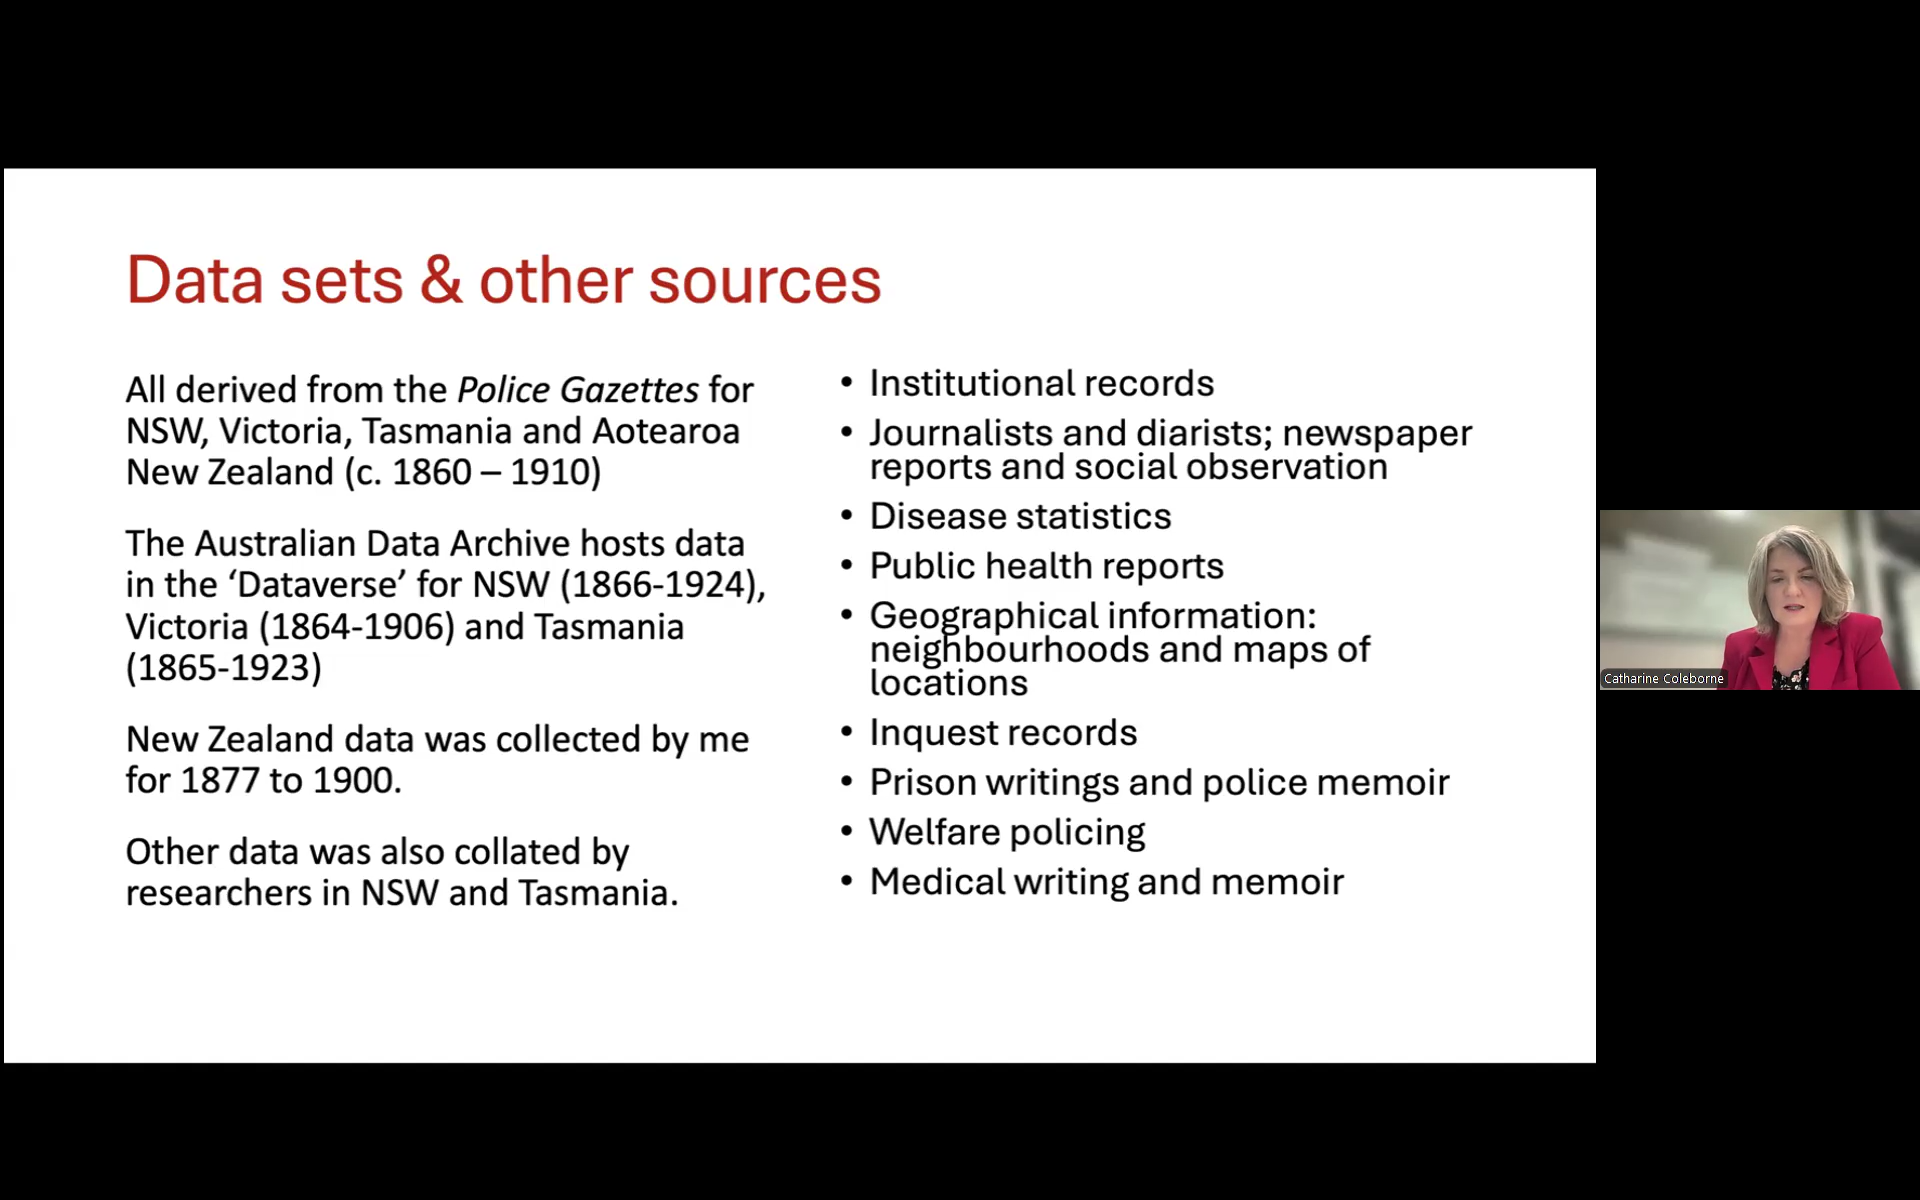 Data sets & other sources
All derived from the Police Gazettes for
NSW, Victoria, Tasmania and Aotearoa
New Zealand (c. 1860 – 1910)
The Australian Data Archive hosts data
in the ‘Dataverse’ for NSW (1866-1924),
Victoria (1864-1906) and Tasmania
(1865-1923)
New Zealand data was collected by me
for 1877 to 1900.
Other data was also collated by
researchers in NSW and Tasmania.
• Institutional records
• Journalists and diarists; newspaper
reports and social observation
• Disease statistics
• Public health reports
• Geographical information:
neighbourhoods and maps of
locations
• Inquest records
• Prison writings and police memoir
• Welfare policing
• Medical writing and memoir
Catharine Coleborne